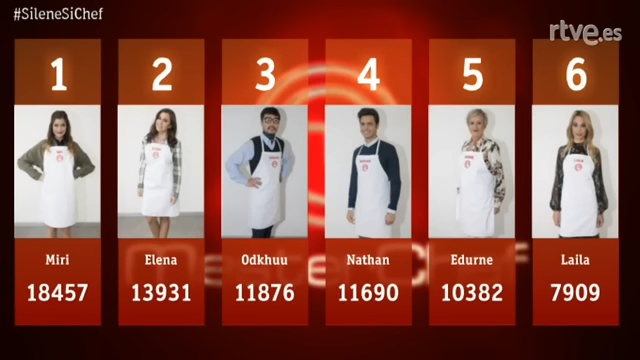 #SileneSiChef
rtve.es
1 2 3 4 5 6
MasterChef
Miri Elena Odkhuu Nathan Edurne Laila
18457 13931 11876 11690 10382 7909